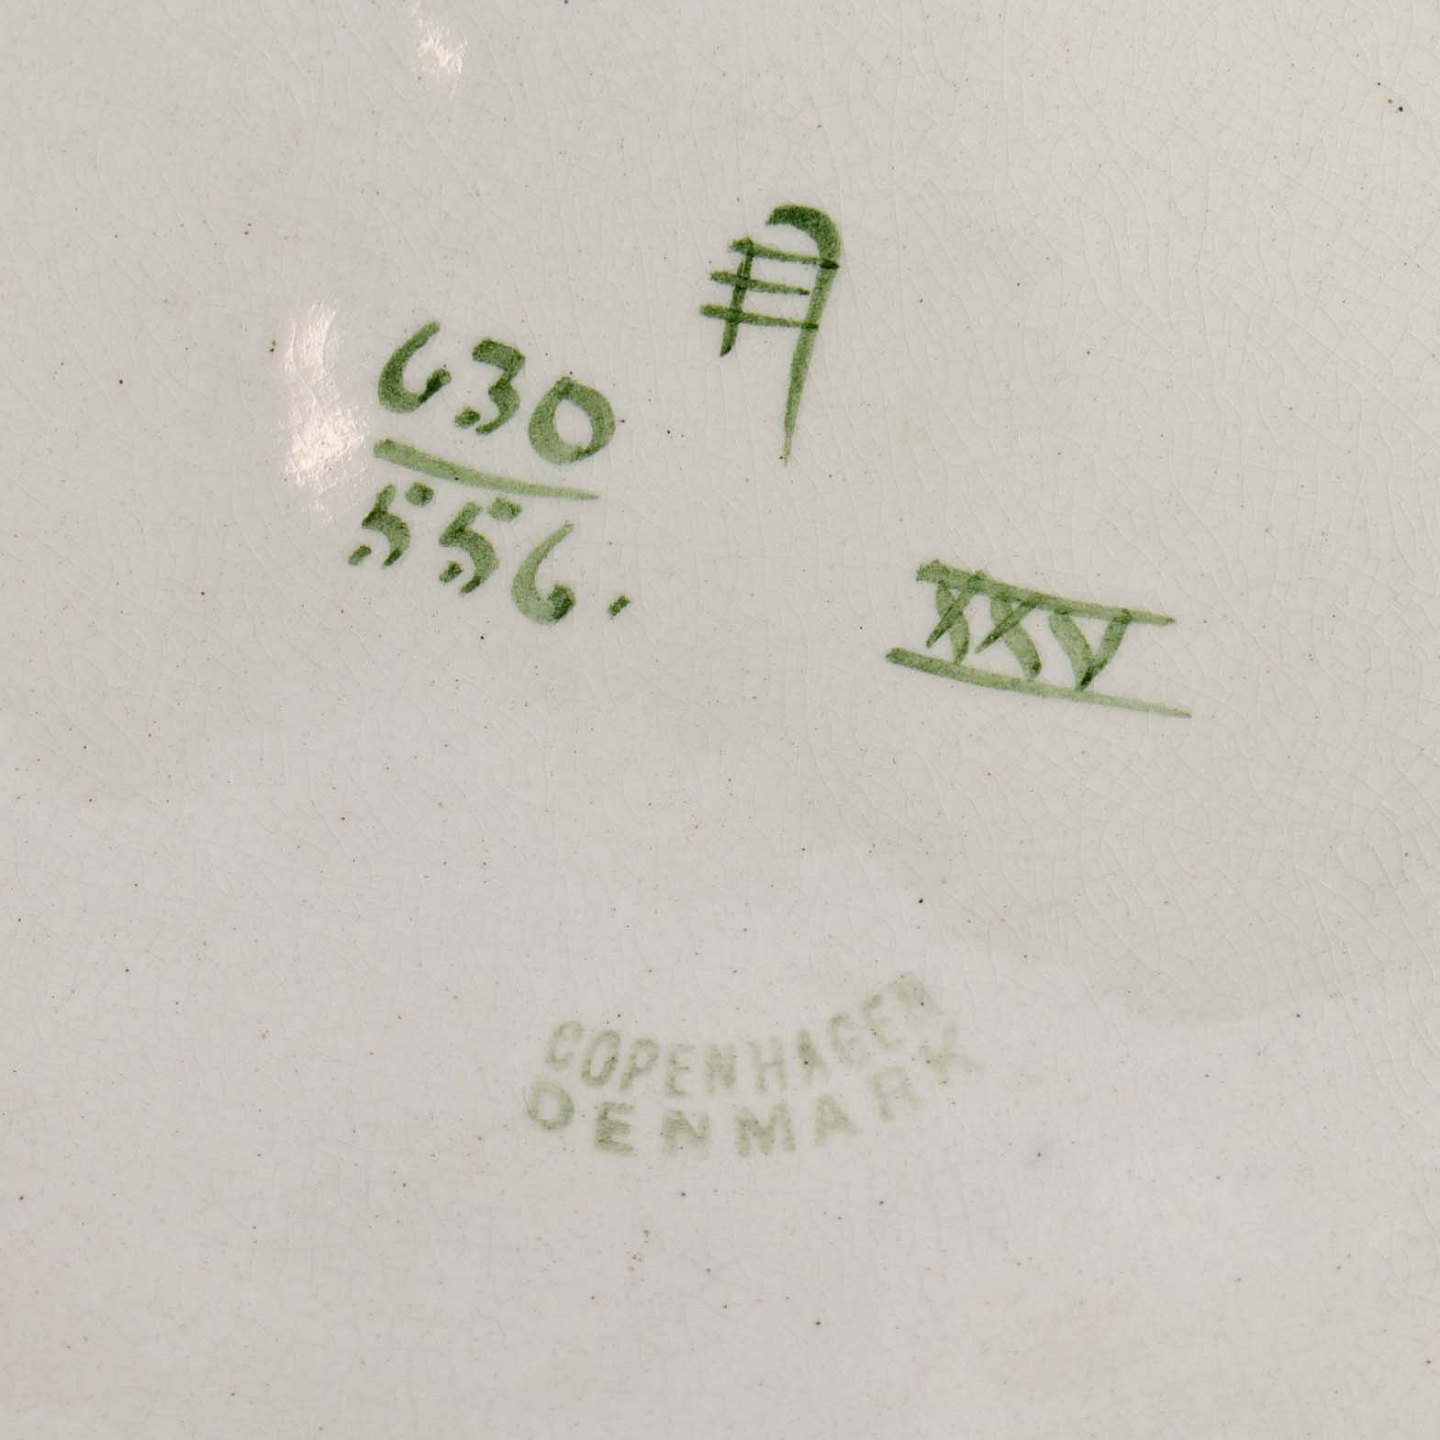 630
556.
XXV
COPENHAGEN
DENMARK